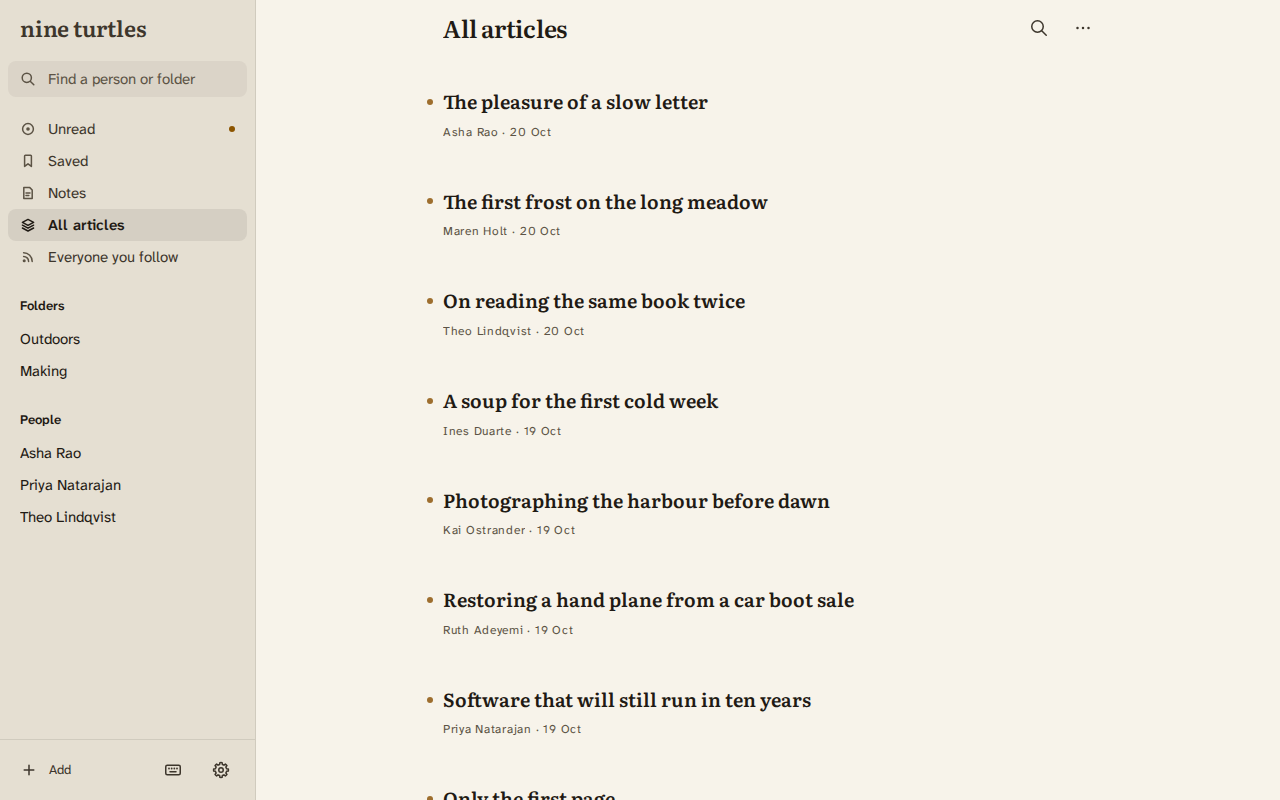 nine turtles
Find a person or folder
Unread
Saved
Notes
All articles
Everyone you follow
Folders
Outdoors
Making
People
Asha Rao
Priya Natarajan
Theo Lindqvist
Add
All articles
The pleasure of a slow letter
Asha Rao · 20 Oct
The first frost on the long meadow
Maren Holt · 20 Oct
On reading the same book twice
Theo Lindqvist · 20 Oct
A soup for the first cold week
Ines Duarte · 19 Oct
Photographing the harbour before dawn
Kai Ostrander · 19 Oct
Restoring a hand plane from a car boot sale
Ruth Adeyemi · 19 Oct
Software that will still run in ten years
Priya Natarajan · 19 Oct
Only the first page